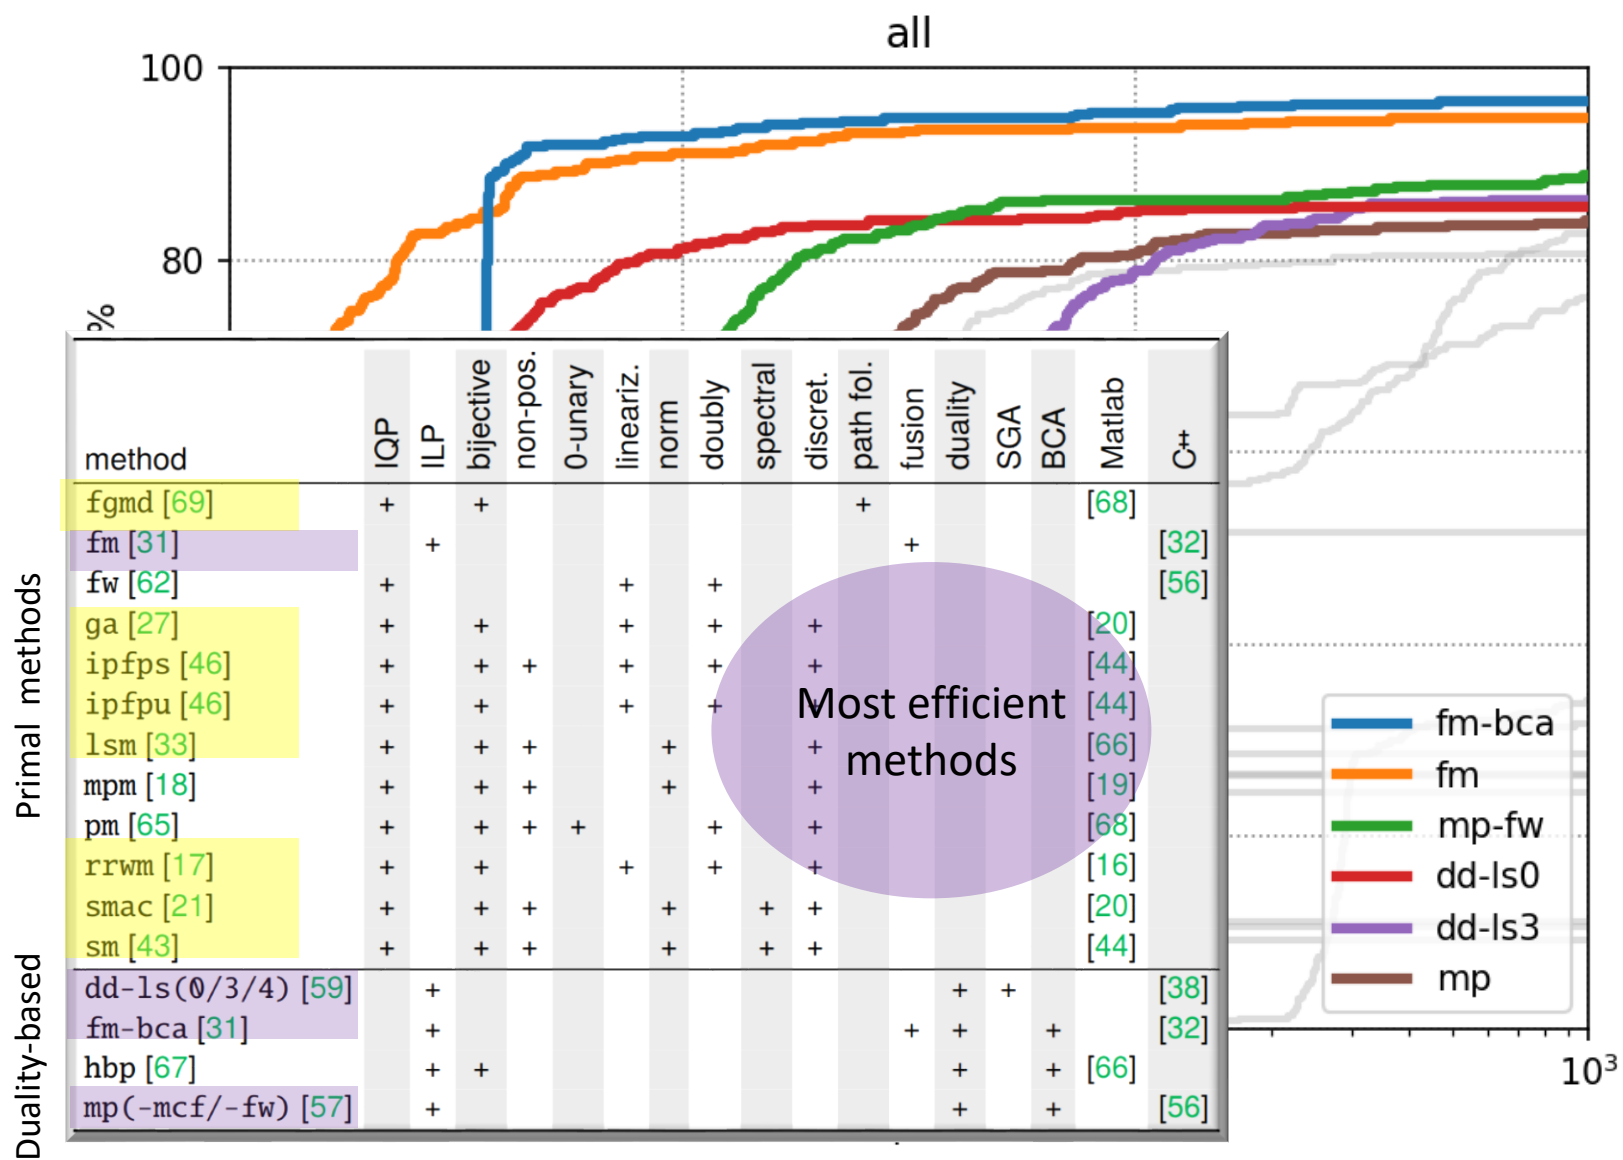 all
100
80
%
method IQP ILP bijective non-pos. 0-unary lineariz. norm doubly spectral discret. path fol. fusion duality SGA BCA Matlab C++
Primal methods
fgmd [69] + + + [68]
fm [31] + + [32]
fw [62] + + + [56]
ga [27] + + + + + [20]
ipfps [46] + + + + + + [44]
ipfpu [46] + + + + + [44]
lsm [33] + + + + + [66]
mpm [18] + + + + + [19]
pm [65] + + + + + + [68]
rrwm [17] + + + + + [16]
smac [21] + + + + + + [20]
sm [43] + + + + + + [44]
Most efficient
methods
Duality-based
dd-ls(0/3/4) [59] + + + [38]
fm-bca [31] + + + + [32]
hbp [67] + + + + [66]
mp(-mcf/-fw) [57] + + + [56]
fm-bca
fm
mp-fw
dd-ls0
dd-ls3
mp
10³